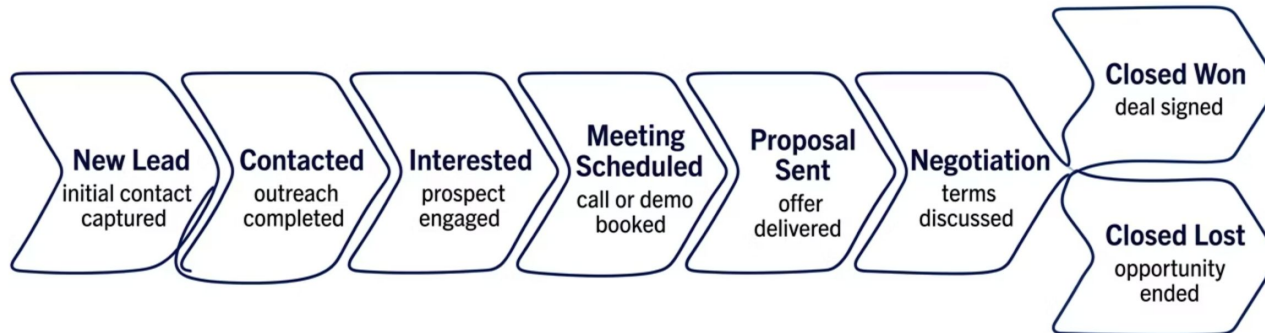 New Lead
initial contact
captured
Contacted
outreach
completed
Interested
prospect
engaged
Meeting
Scheduled
call or demo
booked
Proposal
Sent
offer
delivered
Negotiation
terms
discussed
Closed Won
deal signed
Closed Lost
opportunity
ended